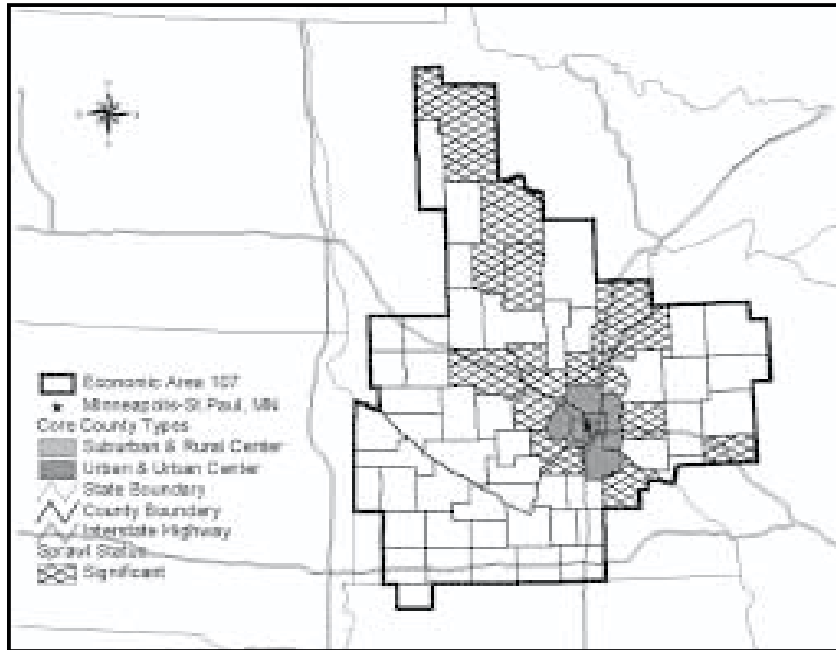 Economic Area 107
Minneapolis-St.Paul, MN
Core County Types
Suburban & Rural Center
Urban & Urban Center
State Boundary
County Boundary
Interstate Highway
Sprawl Status
Significant